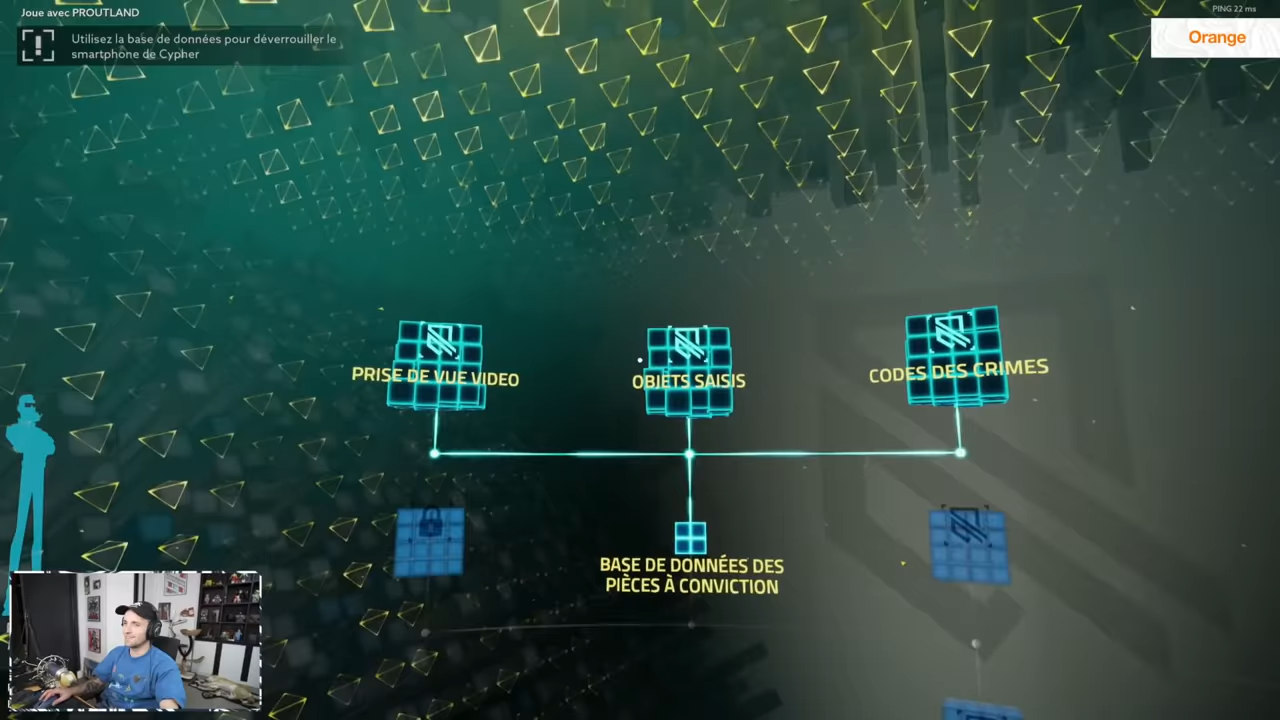 Joue avec PROUTLAND
Utilisez la base de données pour déverrouiller le
smartphone de Cypher
PING 22 ms
Orange
PRISE DE VUE VIDEO
OBJETS SAISIS
CODES DES CRIMES
BASE DE DONNÉES DES
PIÈCES À CONVICTION